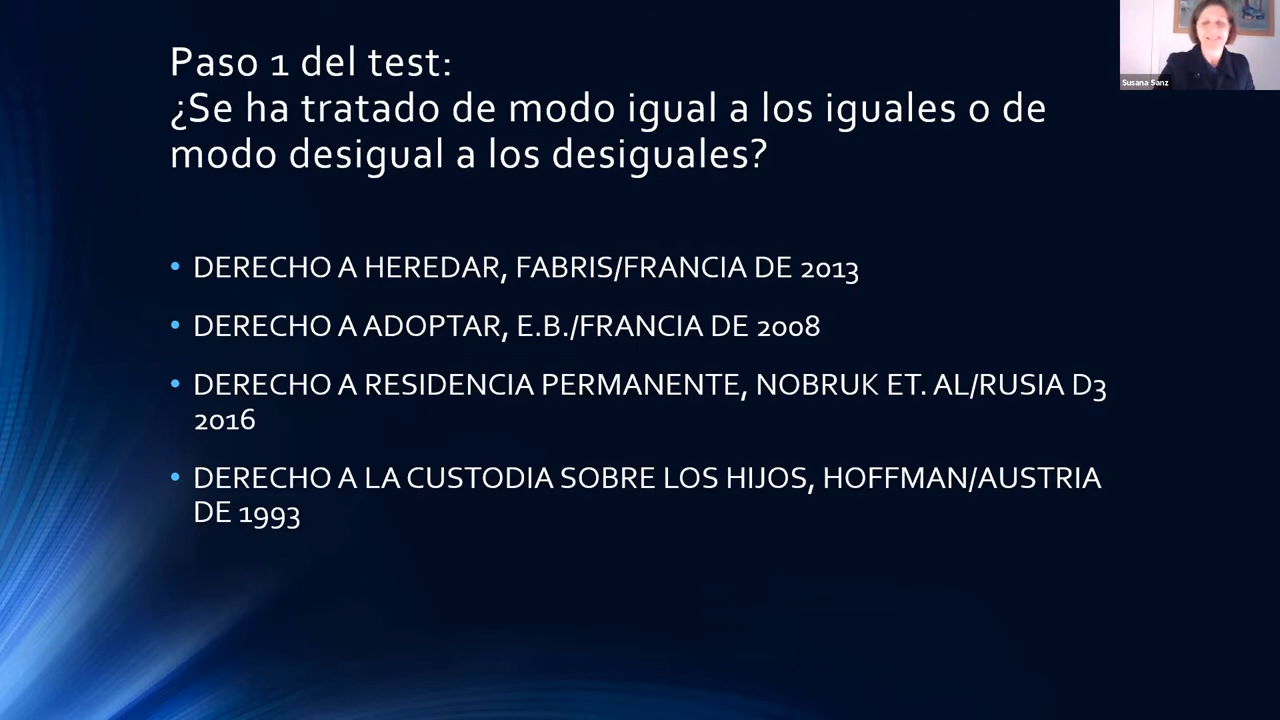 Paso 1 del test:
¿Se ha tratado de modo igual a los iguales o de
modo desigual a los desiguales?
• DERECHO A HEREDAR, FABRIS/FRANCIA DE 2013
• DERECHO A ADOPTAR, E.B./FRANCIA DE 2008
• DERECHO A RESIDENCIA PERMANENTE, NOBRUK ET. AL/RUSIA D3
2016
• DERECHO A LA CUSTODIA SOBRE LOS HIJOS, HOFFMAN/AUSTRIA
DE 1993
Susana Sanz